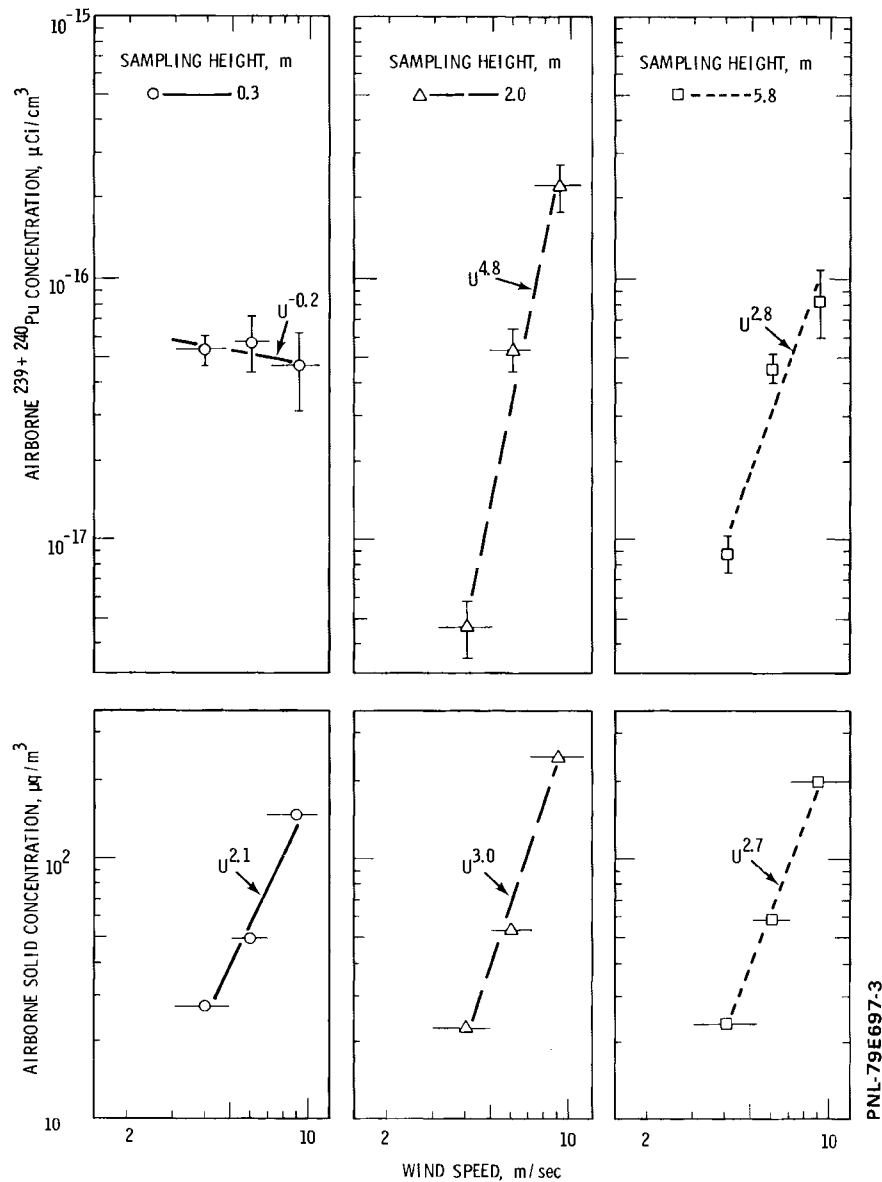 10^-15
SAMPLING HEIGHT, m
0.3
SAMPLING HEIGHT, m
2.0
SAMPLING HEIGHT, m
5.8
AIRBORNE ^239+240Pu CONCENTRATION, μCi/cm^3
10^-16
10^-17
U^-0.2
U^4.8
U^2.8
AIRBORNE SOLID CONCENTRATION, μg/m^3
10^2
10
U^2.1
U^3.0
U^2.7
2 10
2 10
2 10
WIND SPEED, m/sec
PNL-79E697-3